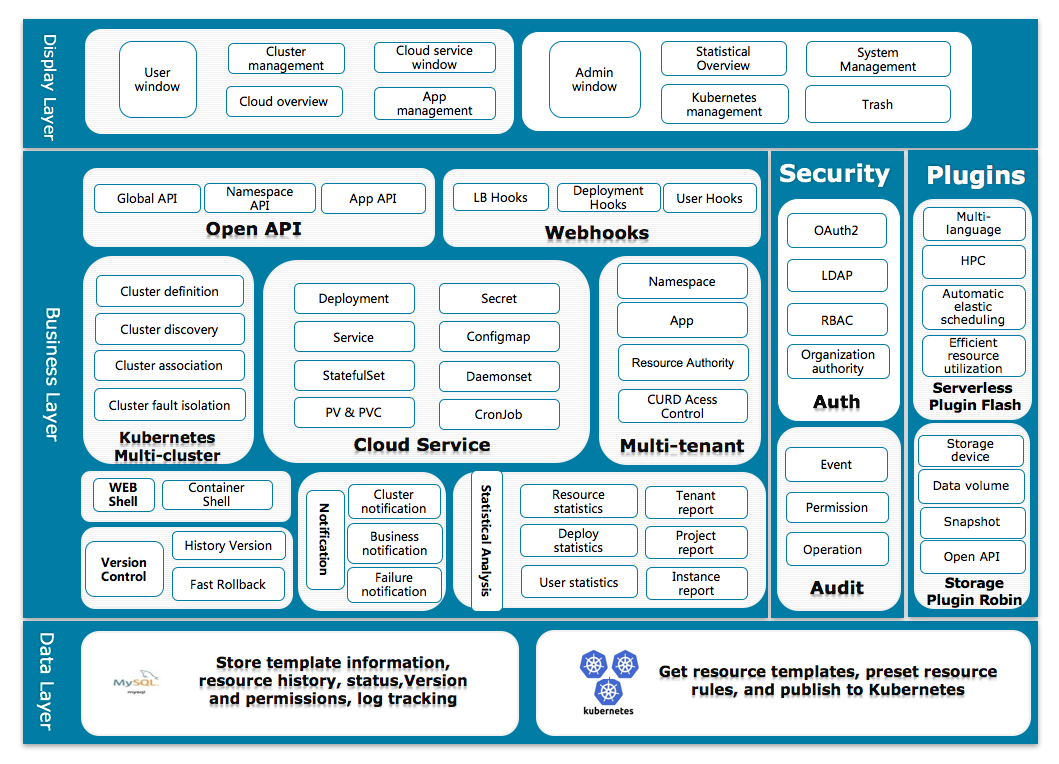 Display Layer
User
window
Cluster
management
Cloud service
window
Cloud overview
App
management
Admin
window
Statistical
Overview
System
Management
Kubernetes
management
Trash
Business Layer
Global API
Namespace
API
App API
Open API
LB Hooks
Deployment
Hooks
User Hooks
Webhooks
Cluster definition
Cluster discovery
Cluster association
Cluster fault isolation
Kubernetes
Multi-cluster
Deployment
Secret
Service
Configmap
StatefulSet
Daemonset
PV & PVC
CronJob
Cloud Service
Namespace
App
Resource Authority
CURD Acess
Control
Multi-tenant
WEB
Shell
Container
Shell
Version
Control
History Version
Fast Rollback
Notification
Cluster
notification
Business
notification
Failure
notification
Statistical Analysis
Resource
statistics
Tenant
report
Deploy
statistics
Project
report
User statistics
Instance
report
Security
OAuth2
LDAP
RBAC
Organization
authority
Auth
Event
Permission
Operation
Audit
Plugins
Multi-
language
HPC
Automatic
elastic
scheduling
Efficient
resource
utilization
Serverless
Plugin Flash
Storage
device
Data volume
Snapshot
Open API
Storage
Plugin Robin
Data Layer
MySQL
mysql
Store template information,
resource history, status,Version
and permissions, log tracking
kubernetes
Get resource templates, preset resource
rules, and publish to Kubernetes